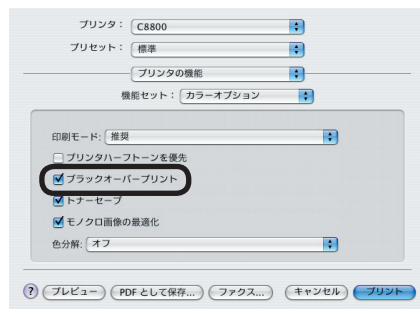 プリンタ： C8800
プリセット： 標準
プリンタの機能
機能セット： カラーオプション
印刷モード: 推奨
プリンタハーフトーンを優先
ブラックオーバープリント
トナーセーブ
モノクロ画像の最適化
色分解: オフ
? プレビュー PDF として保存... ファクス... キャンセル プリント